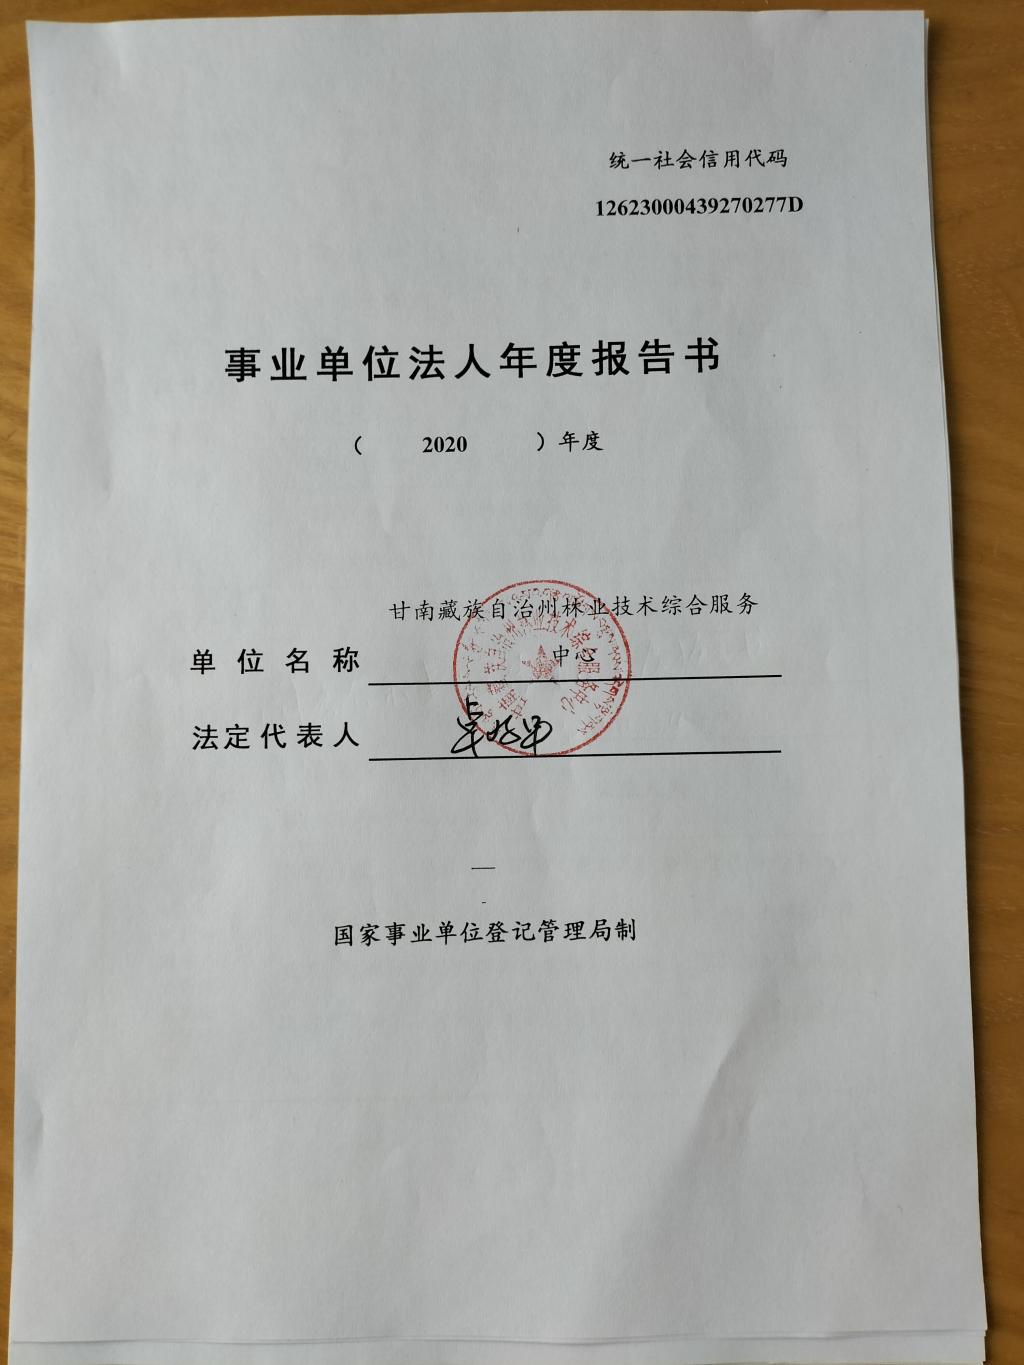 统一社会信用代码
12623000439270277D
事业单位法人年度报告书
（ 2020 ）年度
甘南藏族自治州林业技术综合服务
单位名称 中心
法定代表人
国家事业单位登记管理局制